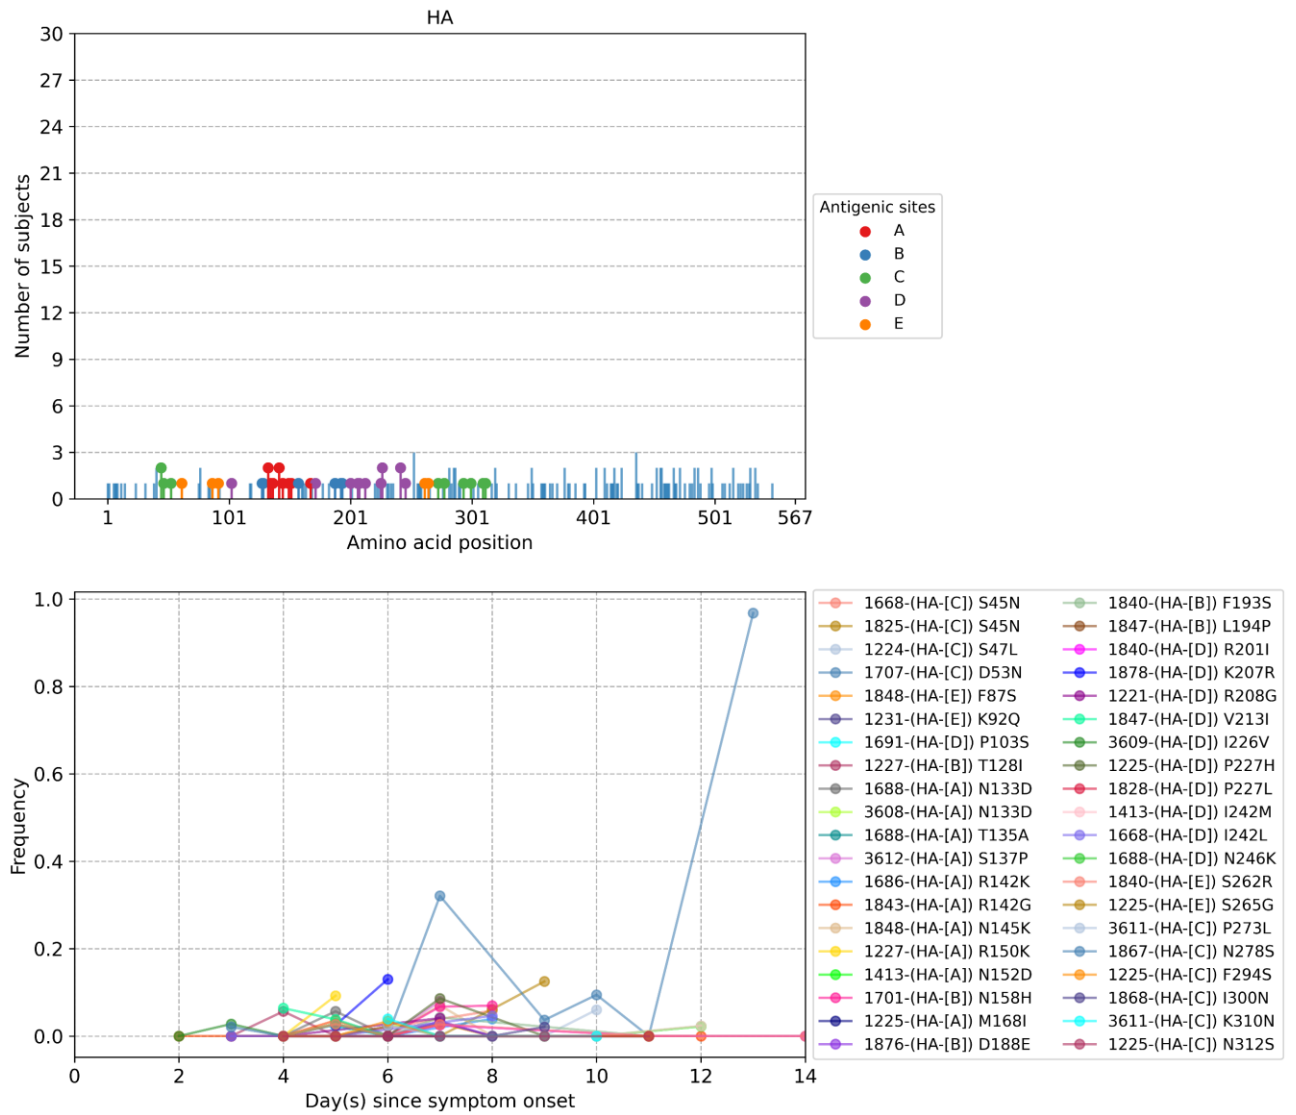 HA
30
27
24
21
18
15
12
9
6
3
0
Number of subjects
1 101 201 301 401 501 567
Amino acid position
Antigenic sites
A
B
C
D
E
1.0
0.8
0.6
0.4
0.2
0.0
Frequency
0 2 4 6 8 10 12 14
Day(s) since symptom onset
1668-(HA-[C]) S45N
1825-(HA-[C]) S45N
1224-(HA-[C]) S47L
1707-(HA-[C]) D53N
1848-(HA-[E]) F87S
1231-(HA-[E]) K92Q
1691-(HA-[D]) P103S
1227-(HA-[B]) T128I
1688-(HA-[A]) N133D
3608-(HA-[A]) N133D
1688-(HA-[A]) T135A
3612-(HA-[A]) S137P
1686-(HA-[A]) R142K
1843-(HA-[A]) R142G
1848-(HA-[A]) N145K
1227-(HA-[A]) R150K
1413-(HA-[A]) N152D
1701-(HA-[B]) N158H
1225-(HA-[A]) M168I
1876-(HA-[B]) D188E
1840-(HA-[B]) F193S
1847-(HA-[B]) L194P
1840-(HA-[D]) R201I
1878-(HA-[D]) K207R
1221-(HA-[D]) R208G
1847-(HA-[D]) V213I
3609-(HA-[D]) I226V
1225-(HA-[D]) P227H
1828-(HA-[D]) P227L
1413-(HA-[D]) I242M
1668-(HA-[D]) I242L
1688-(HA-[D]) N246K
1840-(HA-[E]) S262R
1225-(HA-[E]) S265G
3611-(HA-[C]) P273L
1867-(HA-[C]) N278S
1225-(HA-[C]) F294S
1868-(HA-[C]) I300N
3611-(HA-[C]) K310N
1225-(HA-[C]) N312S